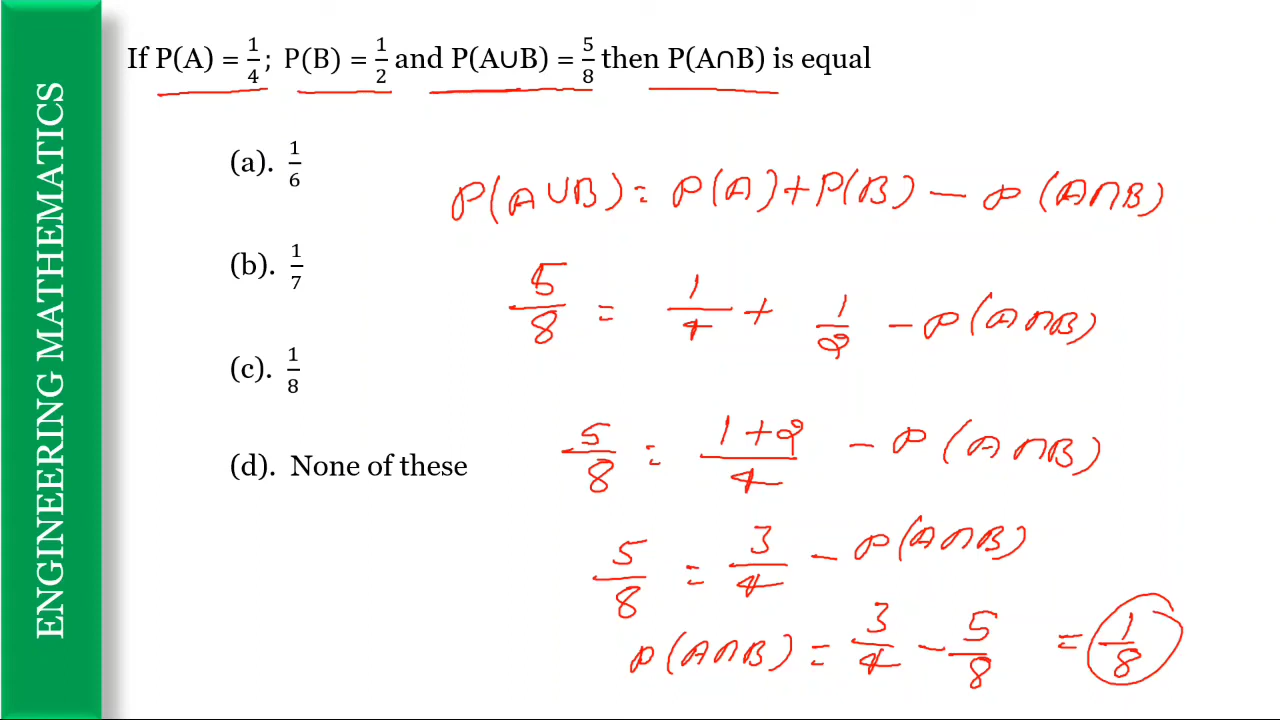 ENGINEERING MATHEMATICS
If P(A) = 1/4; P(B) = 1/2 and P(A∪B) = 5/8 then P(A∩B) is equal
(a). 1/6
(b). 1/7
(c). 1/8
(d). None of these
P(A∪B) = P(A) + P(B) − P(A∩B)
5/8 = 1/4 + 1/2 − P(A∩B)
5/8 = (1+2)/4 − P(A∩B)
5/8 = 3/4 − P(A∩B)
P(A∩B) = 3/4 − 5/8 = 1/8